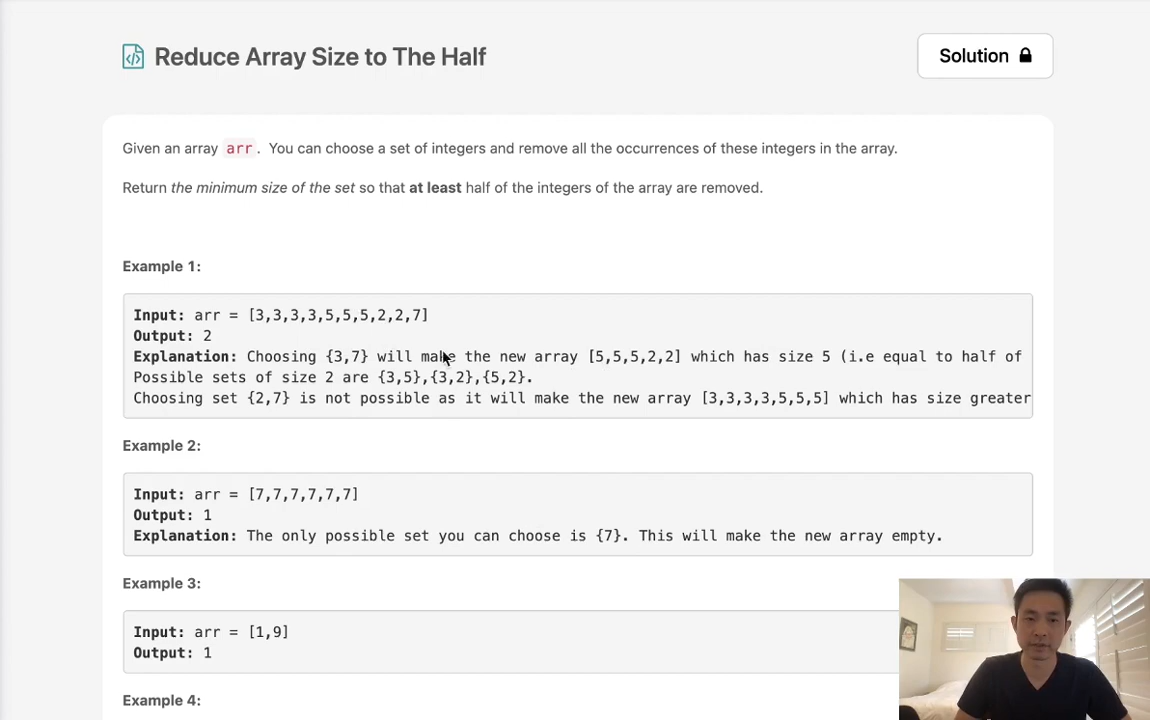 Reduce Array Size to The Half
Solution
Given an array arr. You can choose a set of integers and remove all the occurrences of these integers in the array.
Return the minimum size of the set so that at least half of the integers of the array are removed.
Example 1:
Input: arr = [3,3,3,3,5,5,5,2,2,7]
Output: 2
Explanation: Choosing {3,7} will make the new array [5,5,5,2,2] which has size 5 (i.e equal to half of
Possible sets of size 2 are {3,5},{3,2},{5,2}.
Choosing set {2,7} is not possible as it will make the new array [3,3,3,3,5,5,5] which has size greater
Example 2:
Input: arr = [7,7,7,7,7,7]
Output: 1
Explanation: The only possible set you can choose is {7}. This will make the new array empty.
Example 3:
Input: arr = [1,9]
Output: 1
Example 4: